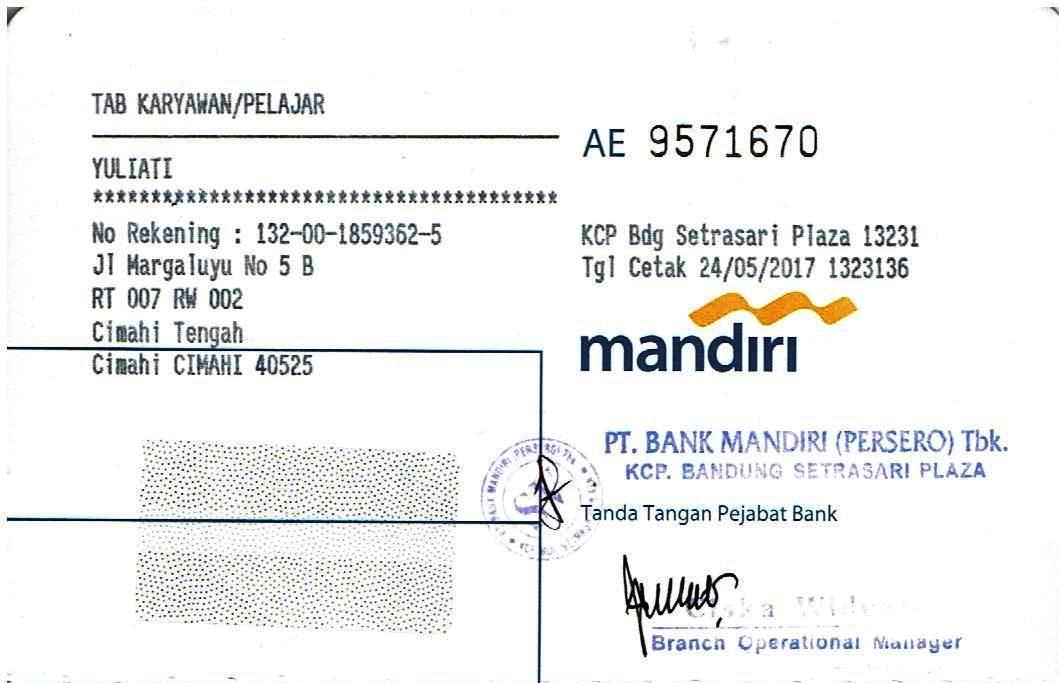 TAB KARYAWAN/PELAJAR
YULIATI
****************************************
No Rekening : 132-00-1859362-5
Jl Margaluyu No 5 B
RT 007 RW 002
Cimahi Tengah
Cimahi CIMAHI 40525
AE 9571670
KCP Bdg Setrasari Plaza 13231
Tgl Cetak 24/05/2017 1323136
mandırı
PT. BANK MANDIRI (PERSERO) Tbk.
KCP. BANDUNG SETRASARI PLAZA
Tanda Tangan Pejabat Bank
Branch Operational Manager